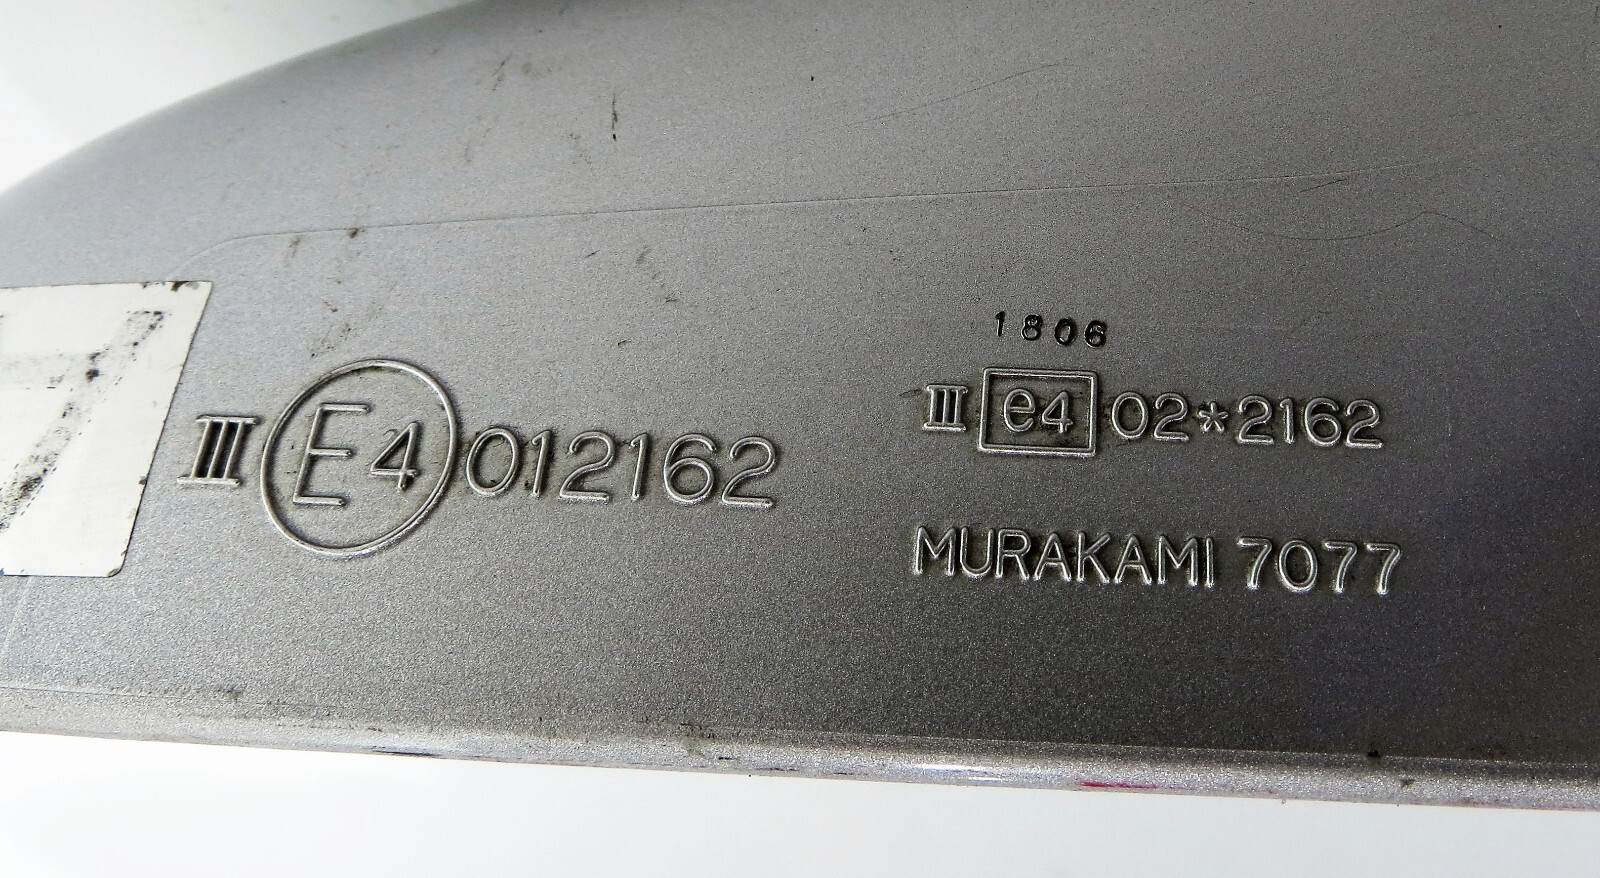 1806
III e4 02*2162
III E4 012162
MURAKAMI 7077